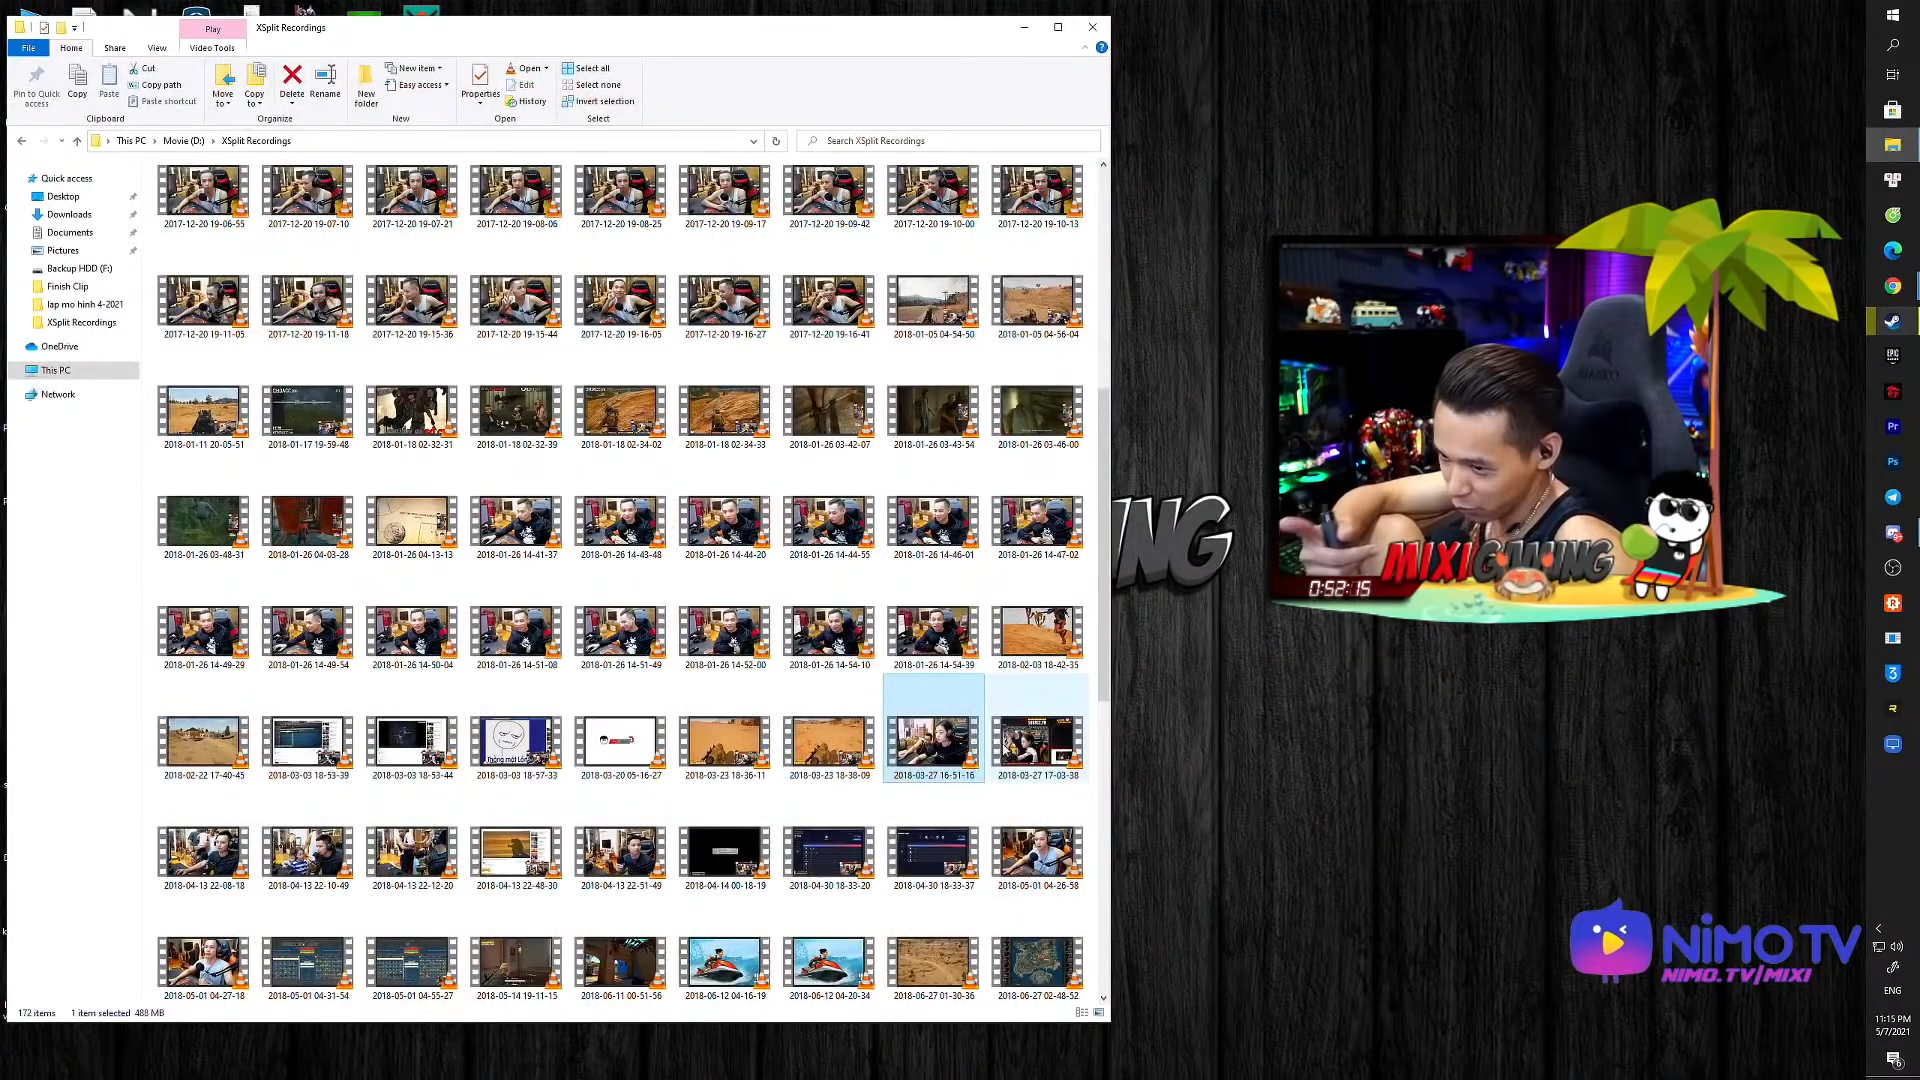 Play
XSplit Recordings
File
Home
Share
View
Video Tools
Pin to Quick access
Copy
Paste
Cut
Copy path
Paste shortcut
Clipboard
Move to
Copy to
Delete
Rename
Organize
New folder
New item
Easy access
New
Properties
Open
Edit
History
Open
Select all
Select none
Invert selection
Select
This PC
Movie (D:)
XSplit Recordings
Search XSplit Recordings
Quick access
Desktop
Downloads
Documents
Pictures
Backup HDD (F:)
Finish Clip
lap mo hinh 4-2021
XSplit Recordings
OneDrive
This PC
Network
2017-12-20 19-06-55
2017-12-20 19-07-10
2017-12-20 19-07-21
2017-12-20 19-08-06
2017-12-20 19-08-25
2017-12-20 19-09-17
2017-12-20 19-09-42
2017-12-20 19-10-00
2017-12-20 19-10-13
2017-12-20 19-11-05
2017-12-20 19-11-18
2017-12-20 19-15-36
2017-12-20 19-15-44
2017-12-20 19-16-05
2017-12-20 19-16-27
2017-12-20 19-16-41
2018-01-05 04-54-50
2018-01-05 04-56-04
2018-01-11 20-05-51
2018-01-17 19-59-48
2018-01-18 02-32-31
2018-01-18 02-32-39
2018-01-18 02-34-02
2018-01-18 02-34-33
2018-01-26 03-42-07
2018-01-26 03-43-54
2018-01-26 03-46-00
2018-01-26 03-48-31
2018-01-26 04-03-28
2018-01-26 04-13-13
2018-01-26 14-41-37
2018-01-26 14-43-48
2018-01-26 14-44-20
2018-01-26 14-44-55
2018-01-26 14-46-01
2018-01-26 14-47-02
2018-01-26 14-49-29
2018-01-26 14-49-54
2018-01-26 14-50-04
2018-01-26 14-51-08
2018-01-26 14-51-49
2018-01-26 14-52-00
2018-01-26 14-54-10
2018-01-26 14-54-39
2018-02-03 18-42-35
2018-02-22 17-40-45
2018-03-03 18-53-39
2018-03-03 18-53-44
2018-03-03 18-57-33
2018-03-20 05-16-27
2018-03-23 18-36-11
2018-03-23 18-38-09
2018-03-27 16-51-16
2018-03-27 17-03-38
2018-04-13 22-08-18
2018-04-13 22-10-49
2018-04-13 22-12-20
2018-04-13 22-48-30
2018-04-13 22-51-49
2018-04-14 00-18-19
2018-04-30 18-33-20
2018-04-30 18-33-37
2018-05-01 04-26-58
2018-05-01 04-27-18
2018-05-01 04-31-54
2018-05-01 04-55-27
2018-05-14 19-11-15
2018-06-11 00-51-56
2018-06-12 04-16-19
2018-06-12 04-20-34
2018-06-27 01-30-36
2018-06-27 02-48-52
172 items
1 item selected 488 MB
NG
MIXIGAMING
0:52:15
NIMO TV
NIMO.TV/MIXI
EPIC
Pr
Ps
ENG
11:15 PM
5/7/2021